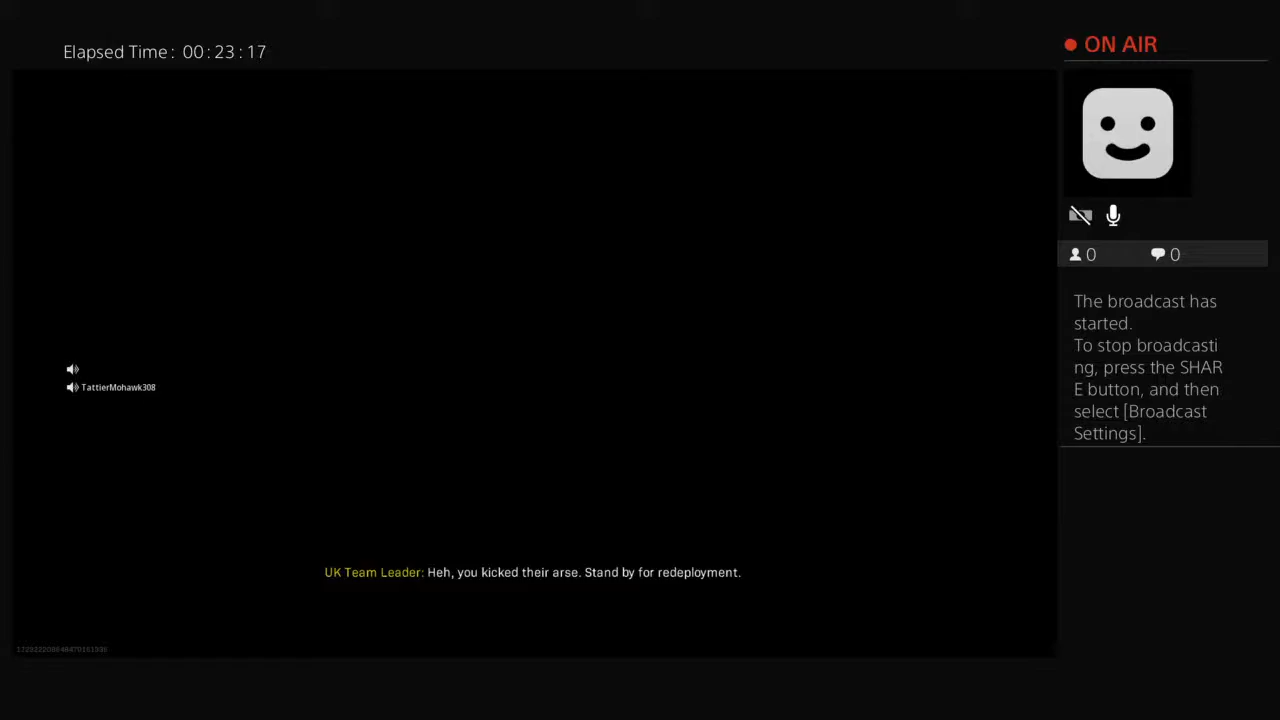 Elapsed Time: 00:23:17
ON AIR
0 0
The broadcast has
started.
To stop broadcasti
ng, press the SHAR
E button, and then
select [Broadcast
Settings].
TattierMohawk308
UK Team Leader: Heh, you kicked their arse. Stand by for redeployment.